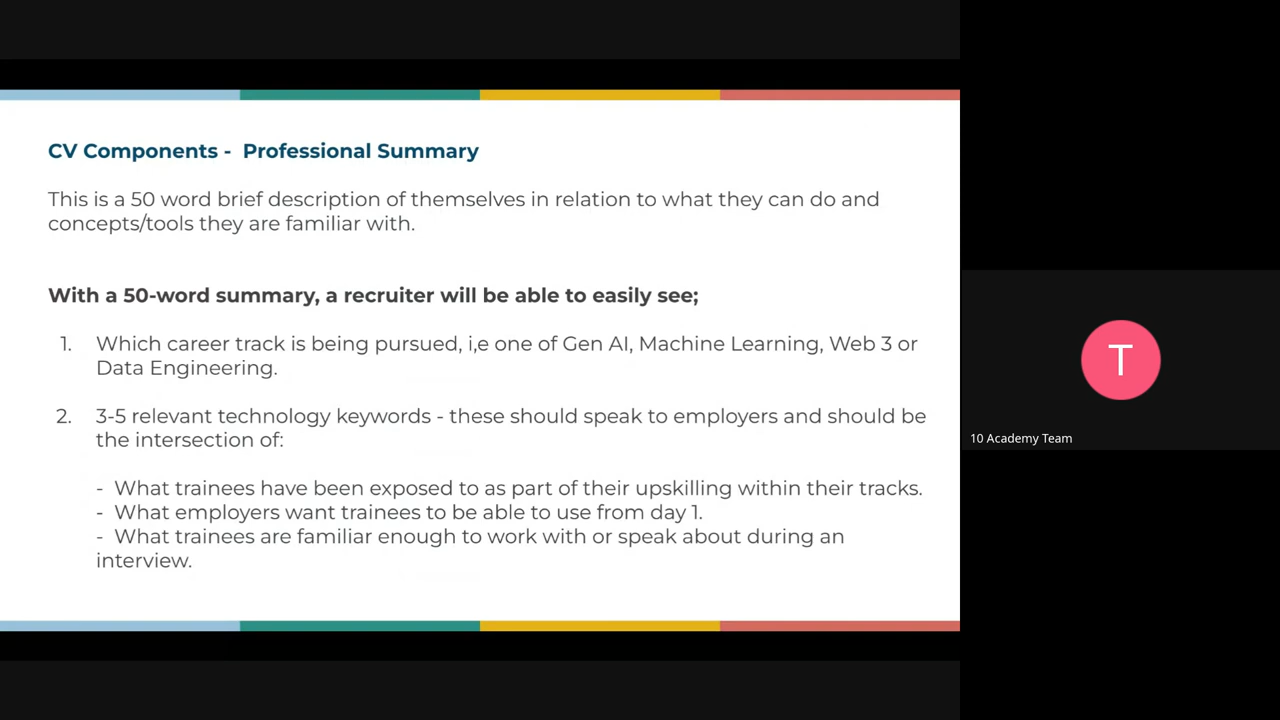 CV Components - Professional Summary
This is a 50 word brief description of themselves in relation to what they can do and
concepts/tools they are familiar with.
With a 50-word summary, a recruiter will be able to easily see;
1. Which career track is being pursued, i,e one of Gen AI, Machine Learning, Web 3 or
Data Engineering.
2. 3-5 relevant technology keywords - these should speak to employers and should be
the intersection of:
- What trainees have been exposed to as part of their upskilling within their tracks.
- What employers want trainees to be able to use from day 1.
- What trainees are familiar enough to work with or speak about during an
interview.
T
10 Academy Team